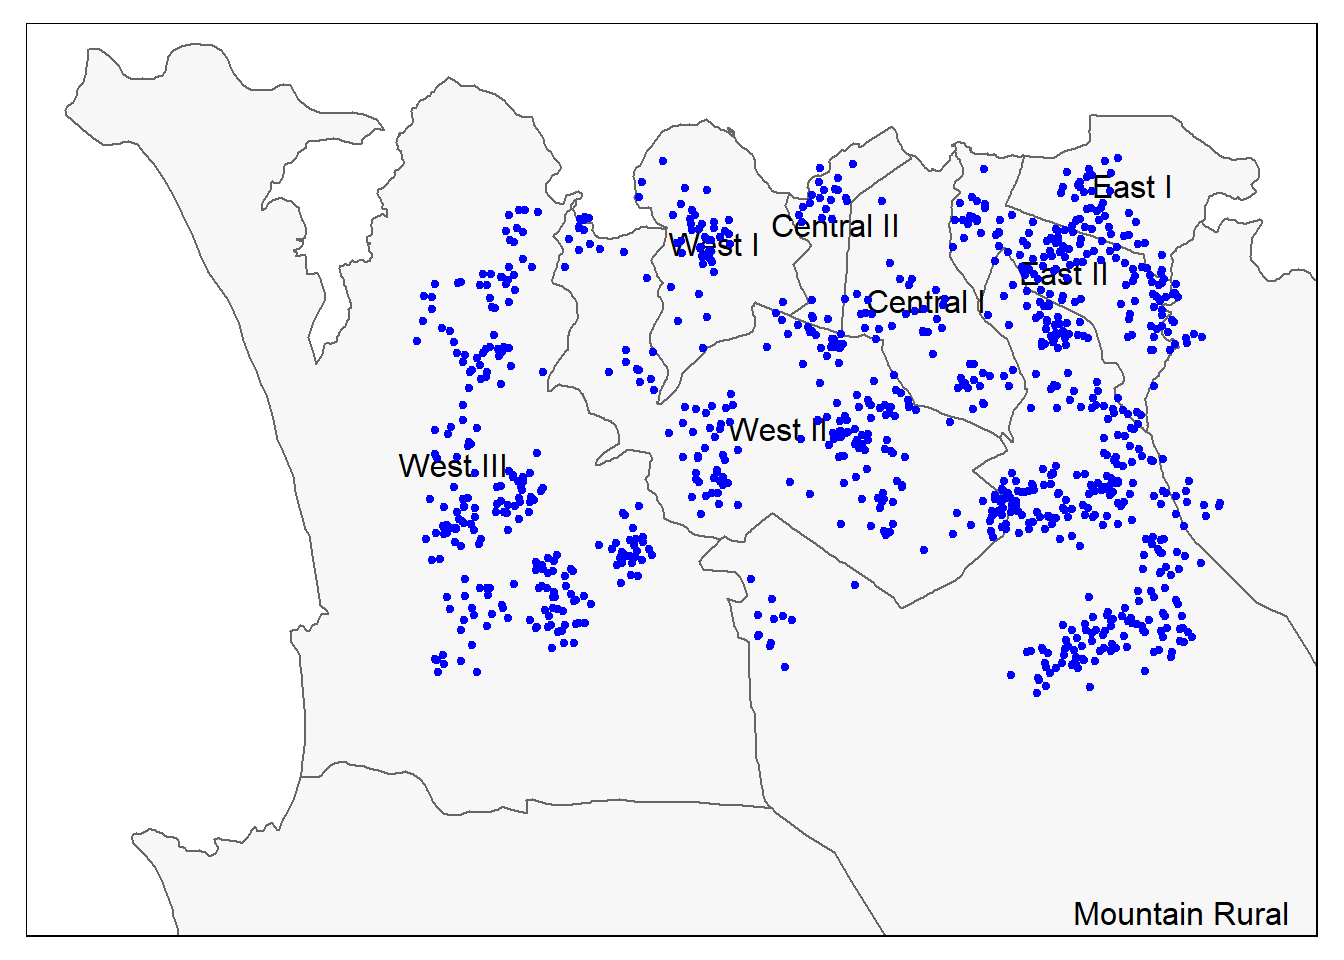 East I
Central II
West I
East II
Central I
West II
West III
Mountain Rural